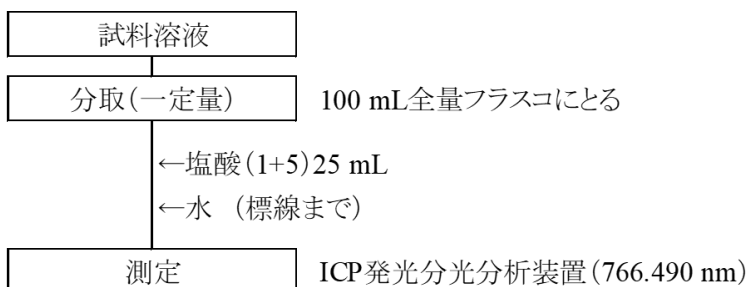 試料溶液
分取(一定量) 100 mL全量フラスコにとる
←塩酸(1+5)25 mL
←水 (標線まで)
測定 ICP発光分光分析装置(766.490 nm)